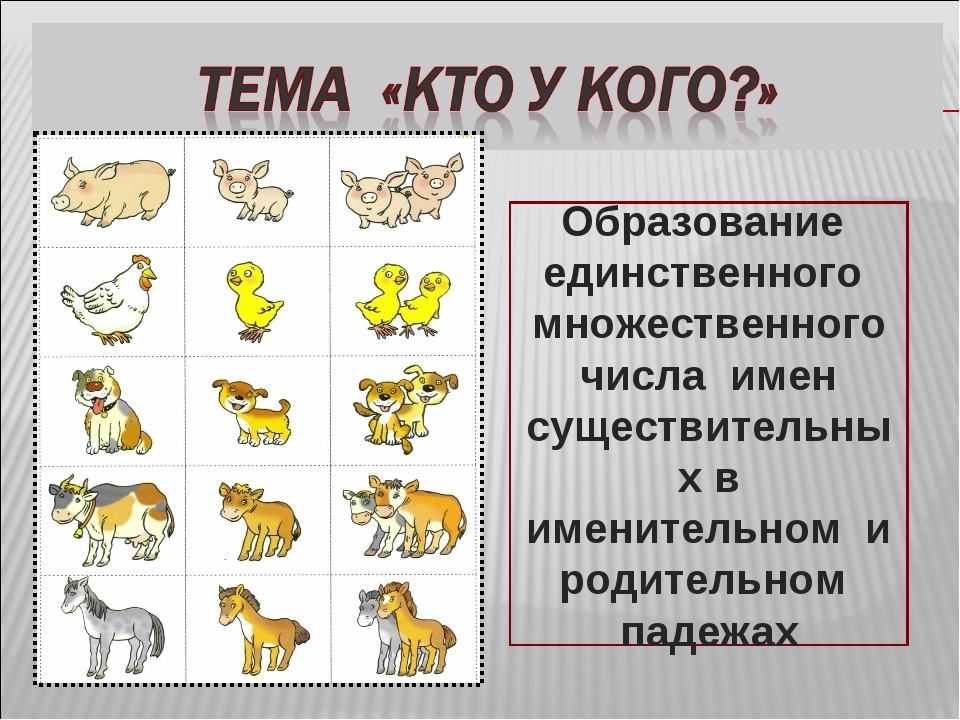 ТЕМА «КТО У КОГО?»
Образование
единственного
множественного
числа имен
существительны
х в
именительном и
родительном
падежах